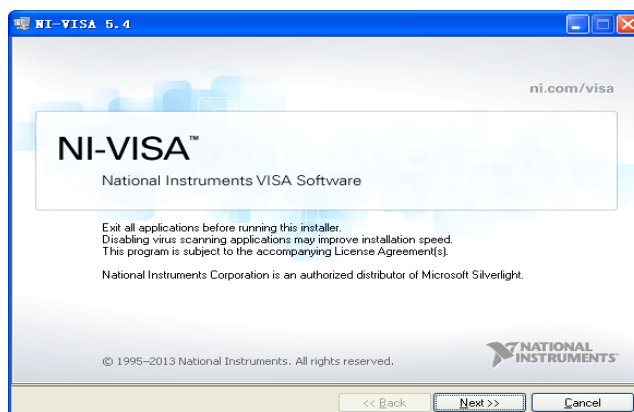 NI-VISA 5.4
ni.com/visa
NI-VISA™
National Instruments VISA Software
Exit all applications before running this installer.
Disabling virus scanning applications may improve installation speed.
This program is subject to the accompanying License Agreement(s).
National Instruments Corporation is an authorized distributor of Microsoft Silverlight.
© 1995–2013 National Instruments. All rights reserved.
NATIONAL
INSTRUMENTS™
<< Back Next >> Cancel